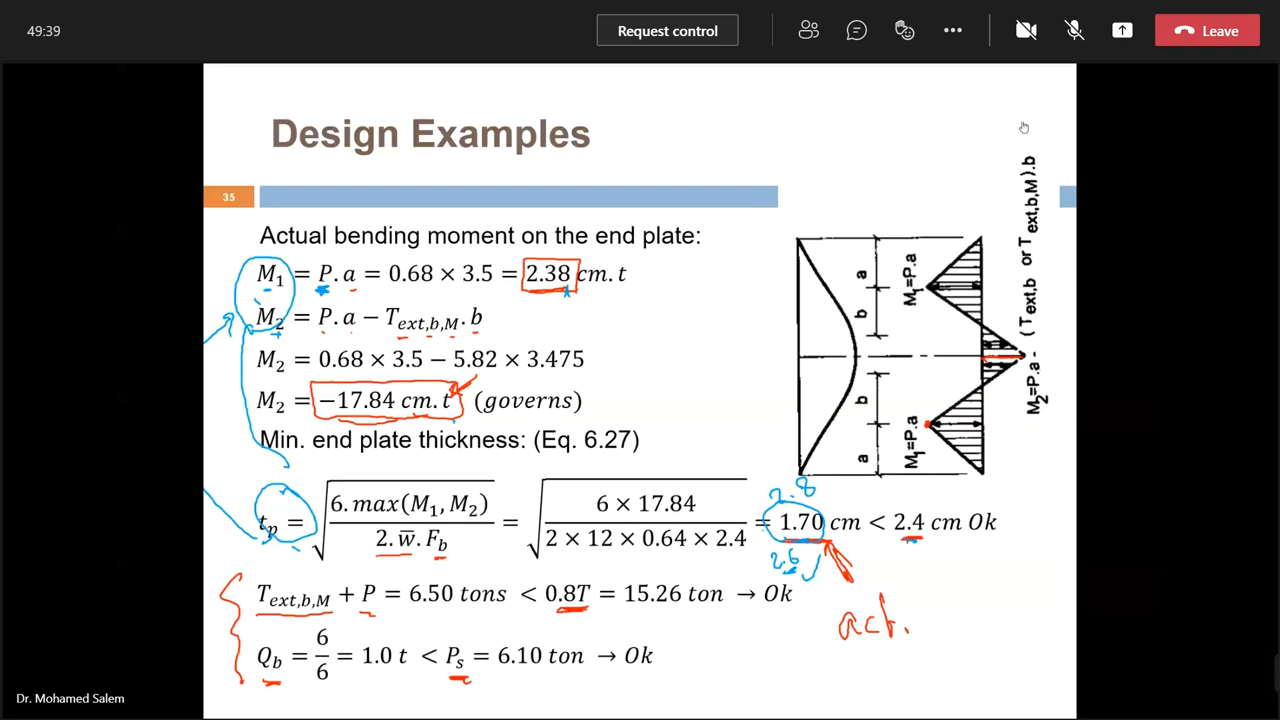 49:39
Request control
Leave
Design Examples
35
Actual bending moment on the end plate:
M₁ = P.a = 0.68 × 3.5 = 2.38 cm.t
M₂ = P.a − T_ext,b,M.b
M₂ = 0.68 × 3.5 − 5.82 × 3.475
M₂ = −17.84 cm.t (governs)
Min. end plate thickness: (Eq. 6.27)
t_p = √(6.max(M₁, M₂) / 2.w̅.F_b) = √(6 × 17.84 / 2 × 12 × 0.64 × 2.4) = 1.70 cm < 2.4 cm Ok
2.8
2.6
T_ext,b,M + P = 6.50 tons < 0.8T = 15.26 ton → Ok
act.
Q_b = 6/6 = 1.0 t < P_s = 6.10 ton → Ok
a
b
b
a
M₁=P.a
M₁=P.a
M₂=P.a- (T_ext,b or T_ext,b,M).b
Dr. Mohamed Salem